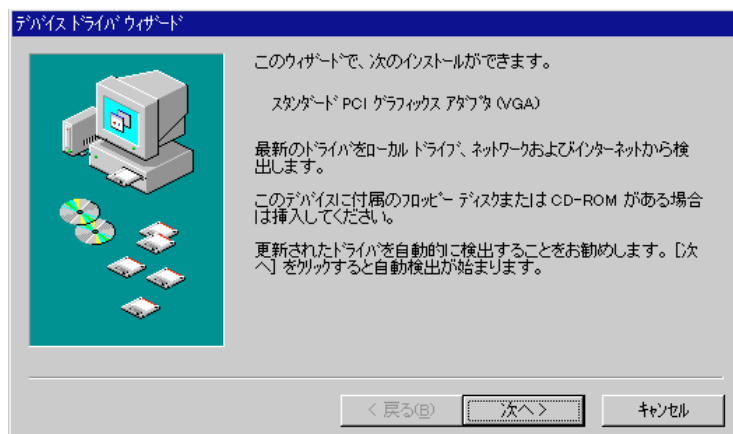 ﾃﾞﾊﾞｲｽ ﾄﾞﾗｲﾊﾞ ｳｨｻﾞｰﾄﾞ
このｳｨｻﾞｰﾄﾞで、次のｲﾝｽﾄｰﾙができます。
ｽﾀﾝﾀﾞｰﾄﾞ PCI ｸﾞﾗﾌｨｯｸｽ ｱﾀﾞﾌﾟﾀ (VGA)
最新のﾄﾞﾗｲﾊﾞをﾛｰｶﾙ ﾄﾞﾗｲﾌﾞ、ﾈｯﾄﾜｰｸおよびｲﾝﾀｰﾈｯﾄから検
出します。
このﾃﾞﾊﾞｲｽに付属のﾌﾛｯﾋﾟｰ ﾃﾞｨｽｸまたは CD-ROM がある場合
は挿入してください。
更新されたﾄﾞﾗｲﾊﾞを自動的に検出することをお勧めします。[次
へ] をｸﾘｯｸすると自動検出が始まります。
< 戻る(B) 次へ > ｷｬﾝｾﾙ